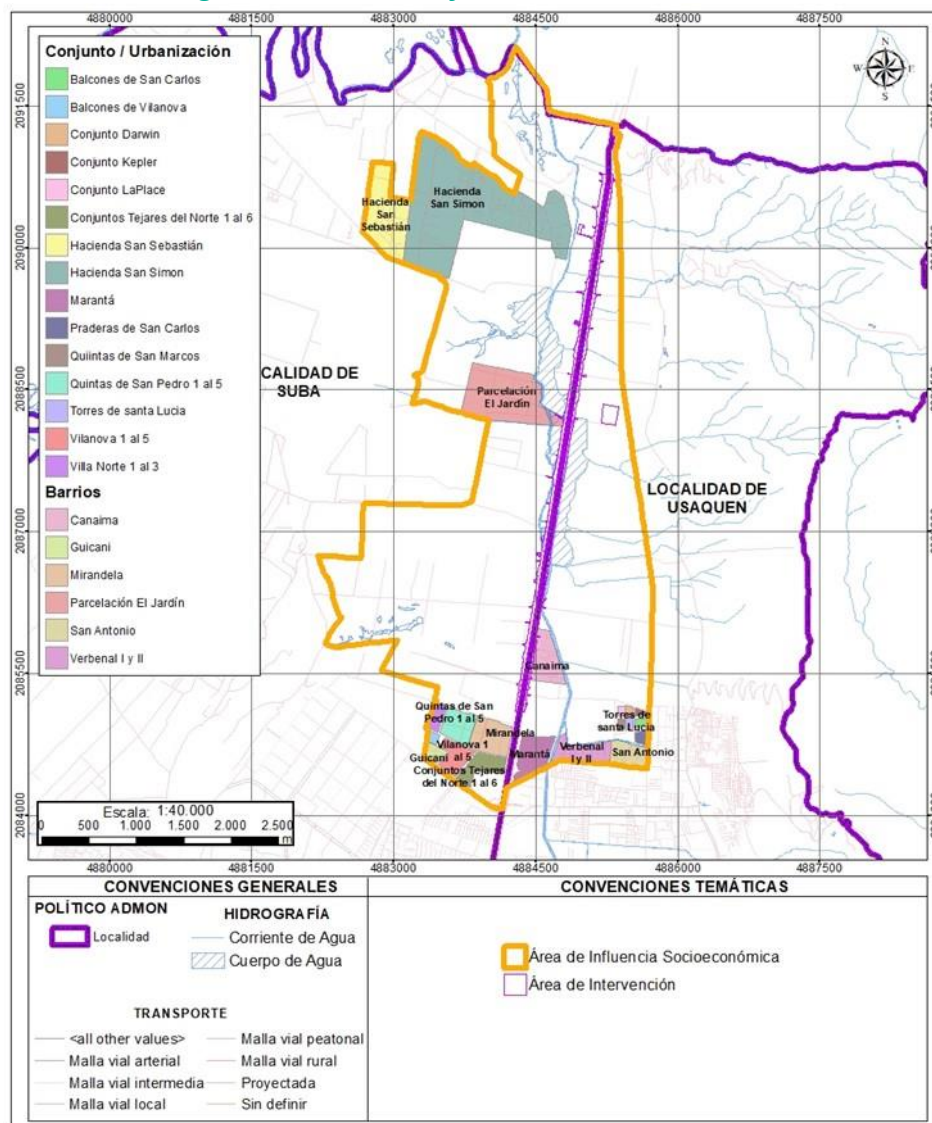 4880000 4881500 4883000 4884500 4886000 4887500
Conjunto / Urbanización
Balcones de San Carlos
Balcones de Vilanova
Conjunto Darwin
Conjunto Kepler
Conjunto LaPlace
Conjuntos Tejares del Norte 1 al 6
Hacienda San Sebastián
Hacienda San Simon
Marantá
Praderas de San Carlos
Quiintas de San Marcos
Quintas de San Pedro 1 al 5
Torres de santa Lucia
Vilanova 1 al 5
Villa Norte 1 al 3
Barrios
Canaima
Guicani
Mirandela
Parcelación El Jardín
San Antonio
Verbenal I y II
N
W E
S
2091500
2090000
2088500
2087000
2085500
2084000
Hacienda
San
Sebastián
Hacienda
San Simon
CALIDAD DE
SUBA
Parcelación
El Jardín
LOCALIDAD DE
USAQUEN
Canaima
Quintas de San
Pedro 1 al 5
Mirandela
Vilanova 1
al 5
Guicani
Conjuntos Tejares
del Norte 1 al 6
Marantá
Verbenal
I y II
Torres de
santa Lucia
San Antonio
Escala: 1:40.000
0 500 1.000 1.500 2.000 2.500
m
4880000 4881500 4883000 4884500 4886000 4887500
CONVENCIONES GENERALES
POLÍTICO ADMON
Localidad
HIDROGRAFÍA
Corriente de Agua
Cuerpo de Agua
TRANSPORTE
<all other values>
Malla vial arterial
Malla vial intermedia
Malla vial local
Malla vial peatonal
Malla vial rural
Proyectada
Sin definir
CONVENCIONES TEMÁTICAS
Área de Influencia Socioeconómica
Área de Intervención